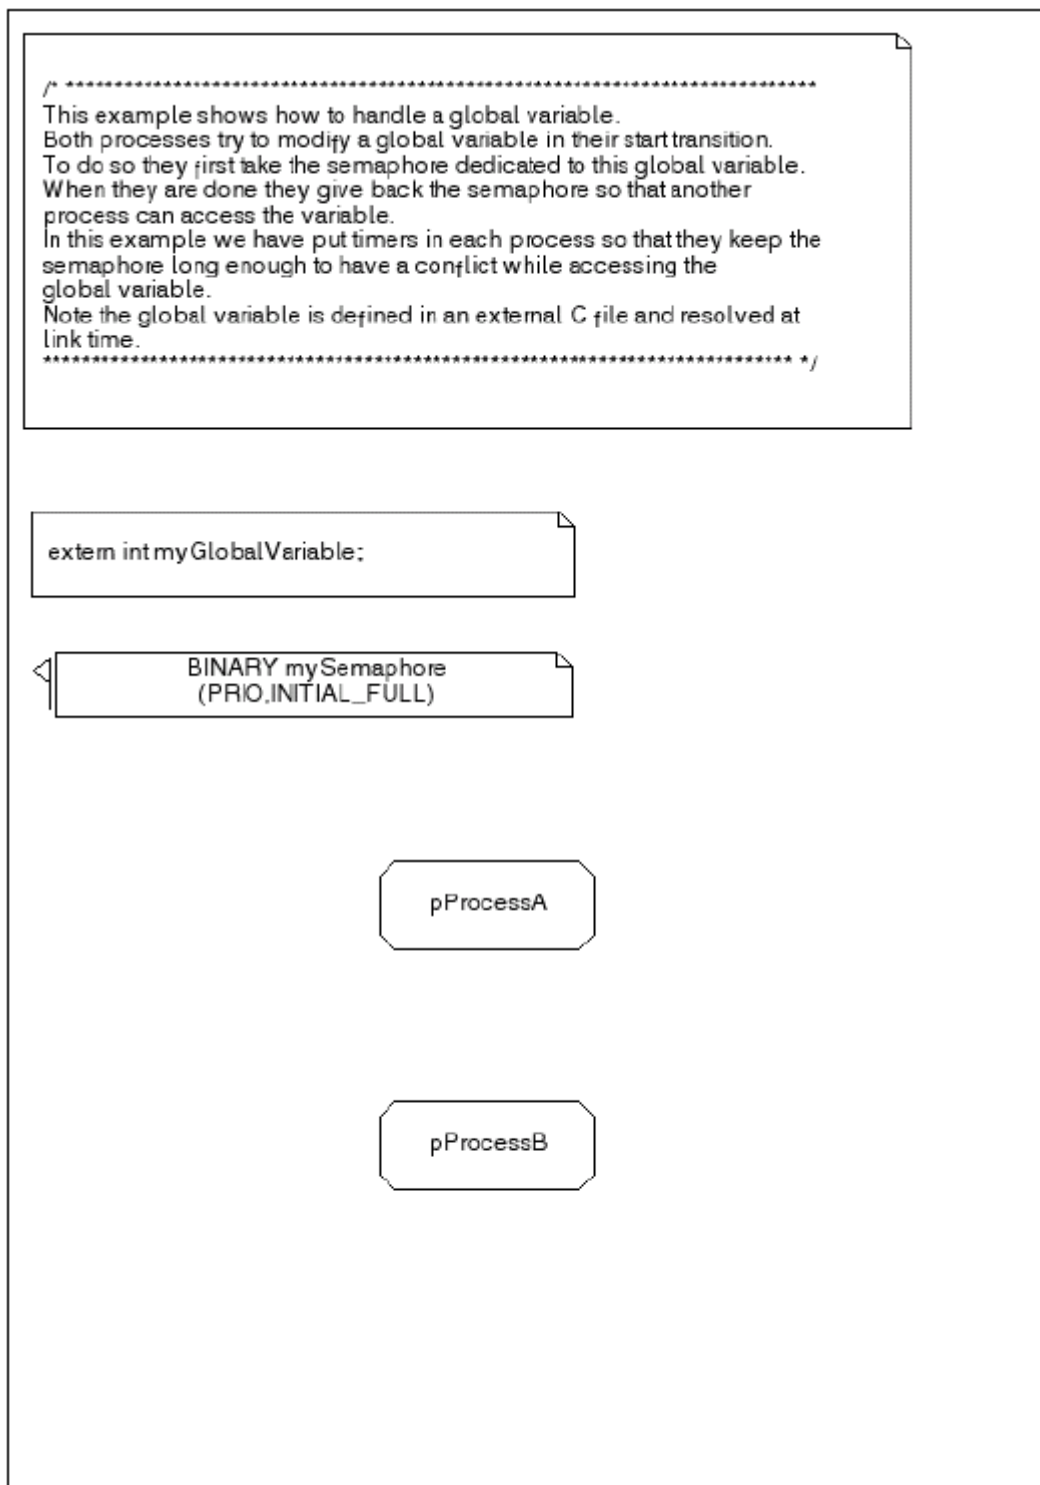 /* ******************************************************************************
This example shows how to handle a global variable.
Both processes try to modify a global variable in their start transition.
To do so they first take the semaphore dedicated to this global variable.
When they are done they give back the semaphore so that another
process can access the variable.
In this example we have put timers in each process so that they keep the
semaphore long enough to have a conflict while accessing the
global variable.
Note the global variable is defined in an external C file and resolved at
link time.
****************************************************************************** */
extern int myGlobalVariable;
BINARY mySemaphore
(PRIO,INITIAL_FULL)
pProcessA
pProcessB